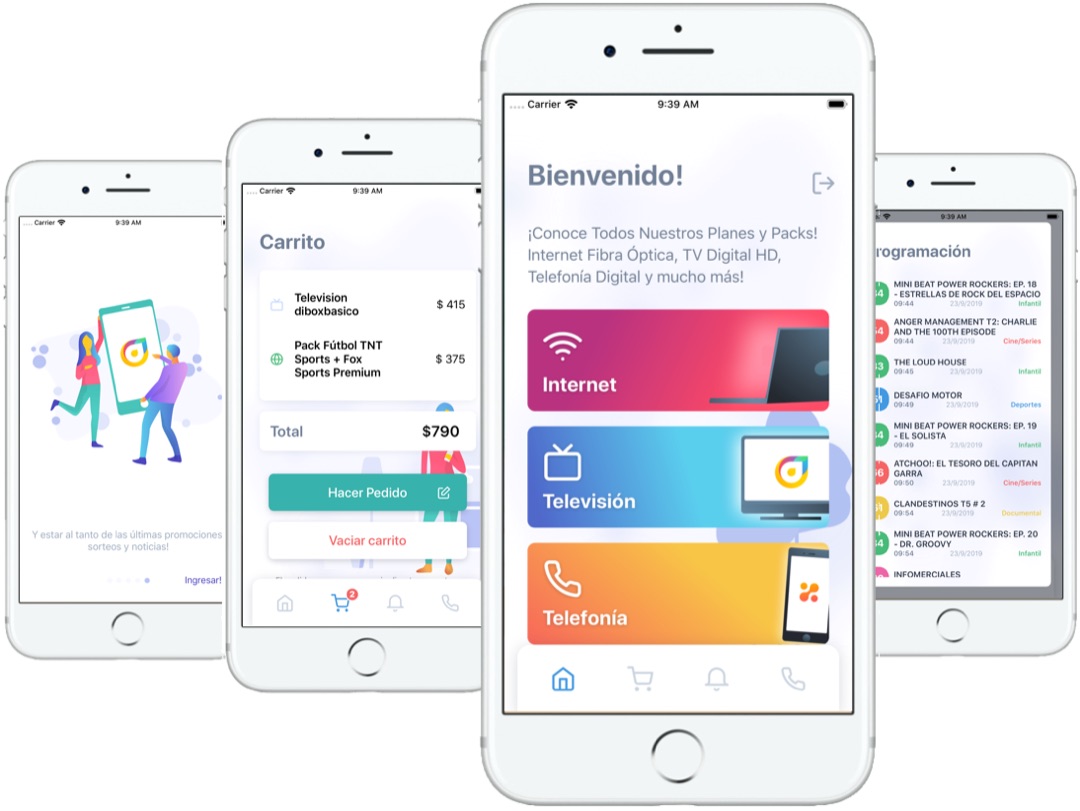 Carrier
9:39 AM
Y estar al tanto de las últimas promociones
sorteos y noticias!
Ingresar!
Carrier
9:39 AM
Carrito
Television
diboxbasico
$ 415
Pack Fútbol TNT
Sports + Fox
Sports Premium
$ 375
Total
$790
Hacer Pedido
Vaciar carrito
2
Carrier
9:39 AM
Bienvenido!
¡Conoce Todos Nuestros Planes y Packs!
Internet Fibra Óptica, TV Digital HD,
Telefonía Digital y mucho más!
Internet
Televisión
Telefonía
9:39 AM
rogramación
MINI BEAT POWER ROCKERS: EP. 18
- ESTRELLAS DE ROCK DEL ESPACIO
09:44 23/9/2019 Infantil
ANGER MANAGEMENT T2: CHARLIE
AND THE 100TH EPISODE
09:44 23/9/2019 Cine/Series
THE LOUD HOUSE
09:45 23/9/2019 Infantil
DESAFIO MOTOR
09:49 23/9/2019 Deportes
MINI BEAT POWER ROCKERS: EP. 19
- EL SOLISTA
09:49 23/9/2019 Infantil
ATCHOO!: EL TESORO DEL CAPITAN
GARRA
09:50 23/9/2019 Cine/Series
CLANDESTINOS T5 # 2
09:54 23/9/2019 Documental
MINI BEAT POWER ROCKERS: EP. 20
- DR. GROOVY
09:54 23/9/2019 Infantil
INFOMERCIALES